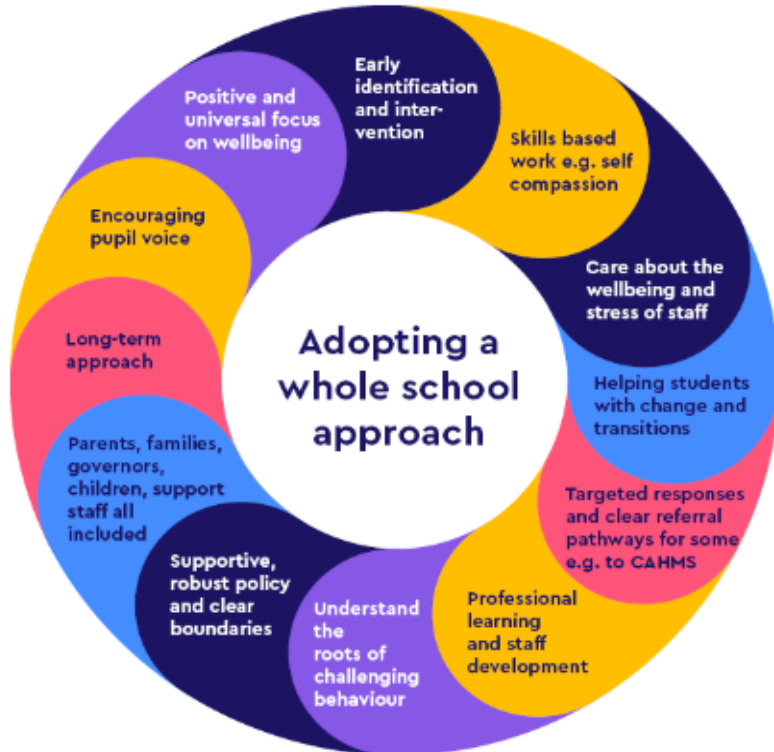 Early
identification
and inter-
vention
Skills based
work e.g. self
compassion
Care about the
wellbeing and
stress of staff
Helping students
with change and
transitions
Targeted responses
and clear referral
pathways for some
e.g. to CAHMS
Professional
learning
and staff
development
Understand
the
roots of
challenging
behaviour
Supportive,
robust policy
and clear
boundaries
Parents, families,
governors,
children, support
staff all
included
Long-term
approach
Encouraging
pupil voice
Positive and
universal focus
on wellbeing
Adopting a
whole school
approach